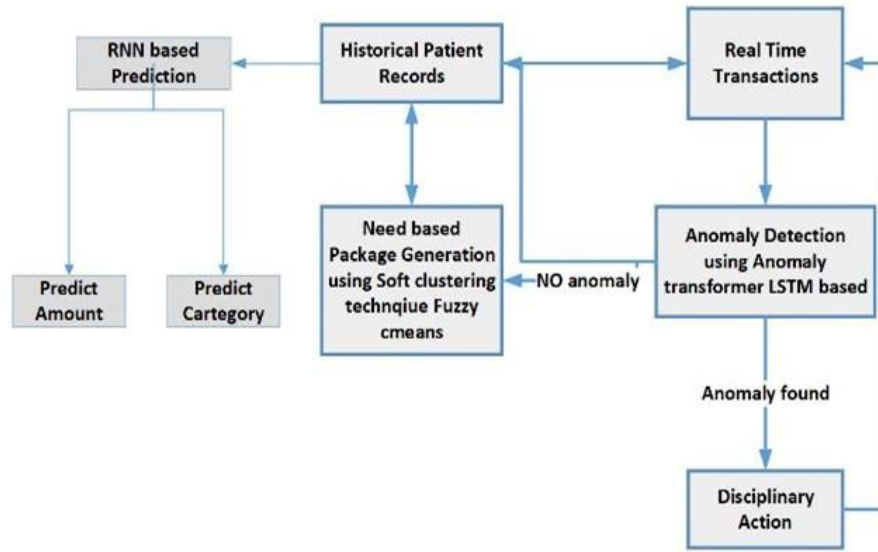 RNN based
Prediction
Historical Patient
Records
Real Time
Transactions
Need based
Package Generation
using Soft clustering
technqiue Fuzzy
cmeans
NO anomaly
Anomaly Detection
using Anomaly
transformer LSTM based
Predict
Amount
Predict
Cartegory
Anomaly found
Disciplinary
Action